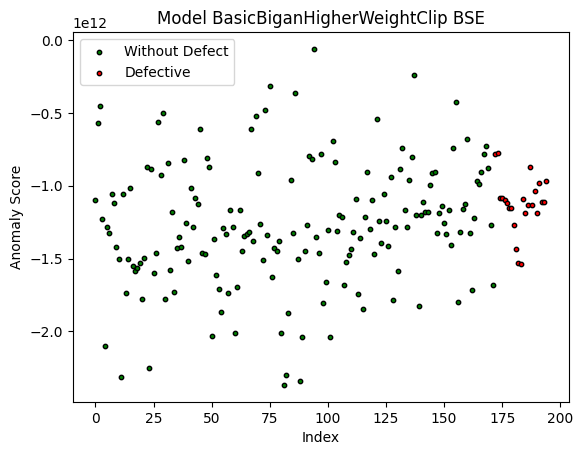 Model BasicBiganHigherWeightClip BSE
1e12
Without Defect
Defective
0.0
−0.5
−1.0
−1.5
−2.0
Anomaly Score
0
25
50
75
100
125
150
175
200
Index